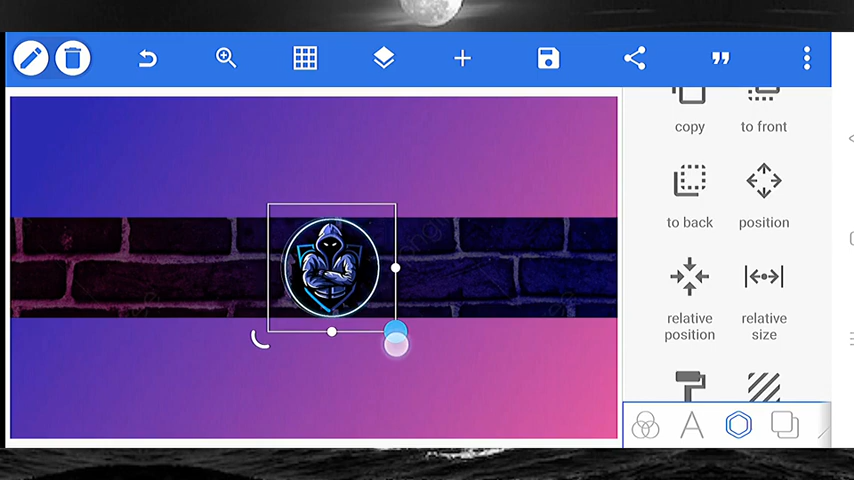 copy
to front
to back
position
relative
position
relative
size